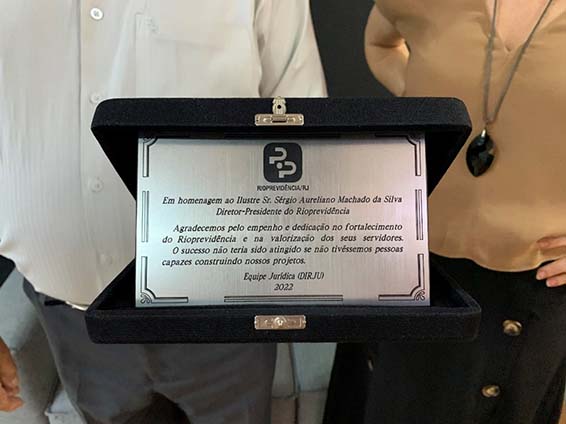 RIOPREVIDÊNCIA/RJ
Em homenagem ao Ilustre Sr. Sérgio Aureliano Machado da Silva
Diretor-Presidente do Rioprevidência
Agradecemos pelo empenho e dedicação no fortalecimento
do Rioprevidência e na valorização dos seus servidores.
O sucesso não teria sido atingido se não tivéssemos pessoas
capazes construindo nossos projetos.
Equipe Jurídica (DIRJU)
2022